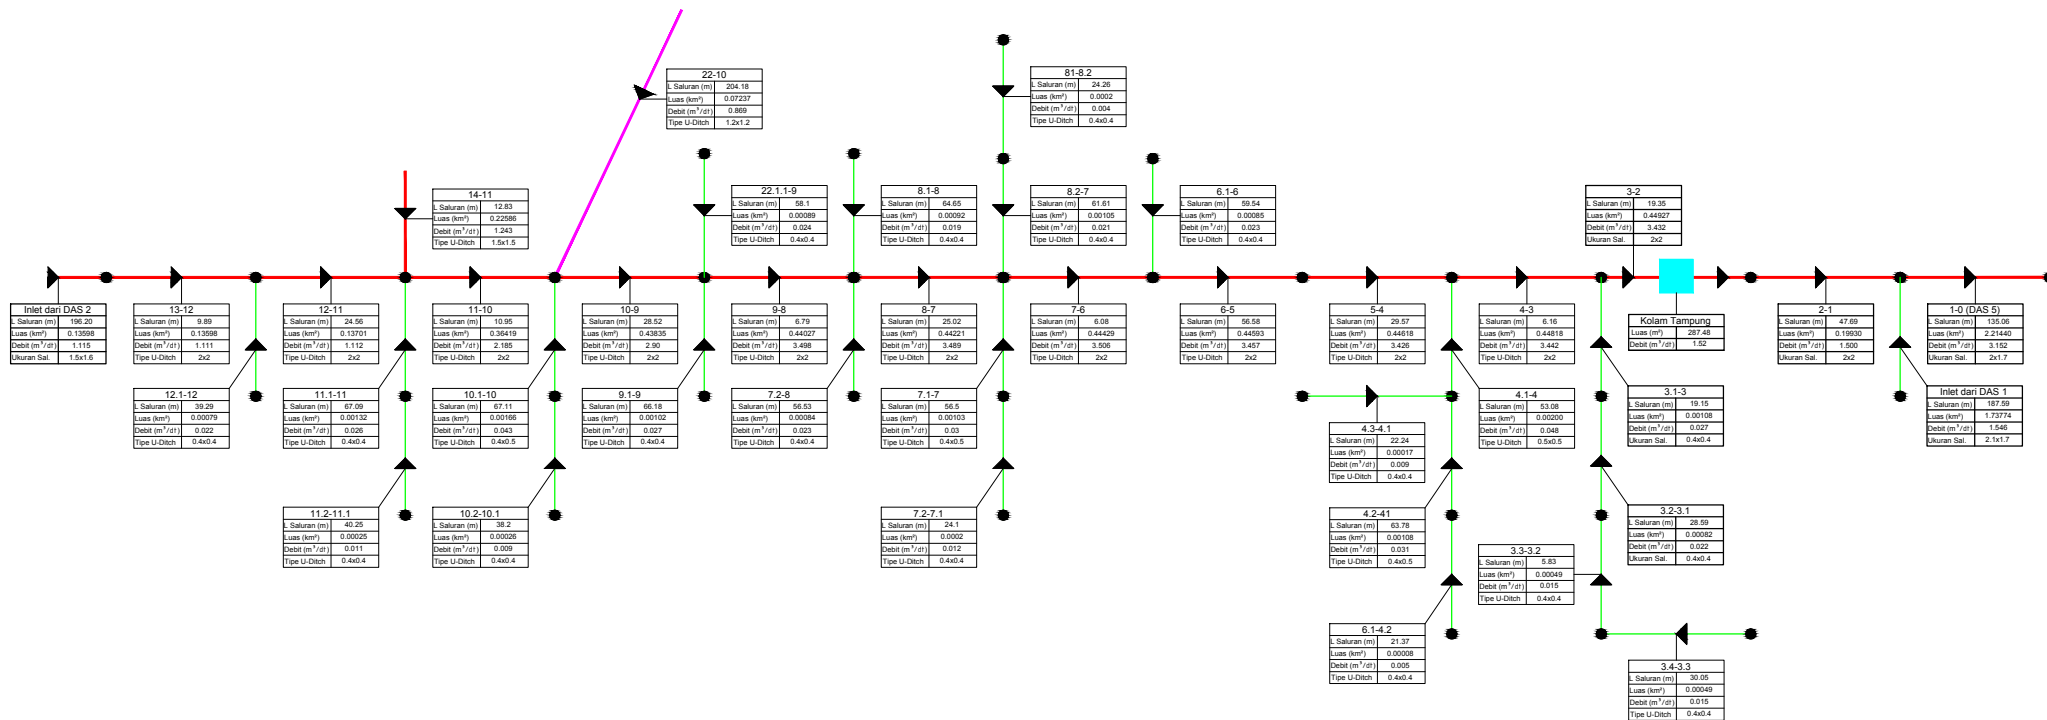 22-10
L Saluran (m) 204.18
Luas (km²) 0.07237
Debit (m³/dt) 0.869
Tipe U-Ditch 1.2x1.2
81-8.2
L Saluran (m) 24.26
Luas (km²) 0.0002
Debit (m³/dt) 0.004
Tipe U-Ditch 0.4x0.4
14-11
L Saluran (m) 12.83
Luas (km²) 0.22586
Debit (m³/dt) 1.243
Tipe U-Ditch 1.5x1.5
22.1.1-9
L Saluran (m) 58.1
Luas (km²) 0.00089
Debit (m³/dt) 0.024
Tipe U-Ditch 0.4x0.4
8.1-8
L Saluran (m) 64.65
Luas (km²) 0.00092
Debit (m³/dt) 0.019
Tipe U-Ditch 0.4x0.4
8.2-7
L Saluran (m) 61.61
Luas (km²) 0.00105
Debit (m³/dt) 0.021
Tipe U-Ditch 0.4x0.4
6.1-6
L Saluran (m) 59.54
Luas (km²) 0.00085
Debit (m³/dt) 0.023
Tipe U-Ditch 0.4x0.4
3-2
L Saluran (m) 19.35
Luas (km²) 0.44927
Debit (m³/dt) 3.432
Ukuran Sal. 2x2
Inlet dari DAS 2
L Saluran (m) 196.20
Luas (km²) 0.13598
Debit (m³/dt) 1.115
Ukuran Sal. 1.5x1.6
13-12
L Saluran (m) 9.89
Luas (km²) 0.13598
Debit (m³/dt) 1.111
Tipe U-Ditch 2x2
12-11
L Saluran (m) 24.56
Luas (km²) 0.13701
Debit (m³/dt) 1.112
Tipe U-Ditch 2x2
11-10
L Saluran (m) 10.95
Luas (km²) 0.36419
Debit (m³/dt) 2.185
Tipe U-Ditch 2x2
10-9
L Saluran (m) 28.52
Luas (km²) 0.43835
Debit (m³/dt) 2.90
Tipe U-Ditch 2x2
9-8
L Saluran (m) 6.79
Luas (km²) 0.44027
Debit (m³/dt) 3.498
Tipe U-Ditch 2x2
8-7
L Saluran (m) 25.02
Luas (km²) 0.44221
Debit (m³/dt) 3.489
Tipe U-Ditch 2x2
7-6
L Saluran (m) 6.08
Luas (km²) 0.44429
Debit (m³/dt) 3.506
Tipe U-Ditch 2x2
6-5
L Saluran (m) 56.58
Luas (km²) 0.44593
Debit (m³/dt) 3.457
Tipe U-Ditch 2x2
5-4
L Saluran (m) 29.57
Luas (km²) 0.44618
Debit (m³/dt) 3.426
Tipe U-Ditch 2x2
4-3
L Saluran (m) 6.16
Luas (km²) 0.44818
Debit (m³/dt) 3.442
Tipe U-Ditch 2x2
Kolam Tampung
Luas (m²) 287.48
Debit (m³/dt) 1.52
2-1
L Saluran (m) 47.69
Luas (km²) 0.19930
Debit (m³/dt) 1.500
Ukuran Sal. 2x2
1-0 (DAS 5)
L Saluran (m) 135.06
Luas (km²) 2.21440
Debit (m³/dt) 3.152
Ukuran Sal. 2x1.7
12.1-12
L Saluran (m) 39.29
Luas (km²) 0.00079
Debit (m³/dt) 0.022
Tipe U-Ditch 0.4x0.4
11.1-11
L Saluran (m) 67.09
Luas (km²) 0.00132
Debit (m³/dt) 0.026
Tipe U-Ditch 0.4x0.4
10.1-10
L Saluran (m) 67.11
Luas (km²) 0.00166
Debit (m³/dt) 0.043
Tipe U-Ditch 0.4x0.5
9.1-9
L Saluran (m) 66.18
Luas (km²) 0.00102
Debit (m³/dt) 0.027
Tipe U-Ditch 0.4x0.4
7.2-8
L Saluran (m) 56.53
Luas (km²) 0.00084
Debit (m³/dt) 0.023
Tipe U-Ditch 0.4x0.4
7.1-7
L Saluran (m) 56.5
Luas (km²) 0.00103
Debit (m³/dt) 0.03
Tipe U-Ditch 0.4x0.5
4.1-4
L Saluran (m) 53.08
Luas (km²) 0.00200
Debit (m³/dt) 0.048
Tipe U-Ditch 0.5x0.5
3.1-3
L Saluran (m) 19.15
Luas (km²) 0.00108
Debit (m³/dt) 0.027
Ukuran Sal. 0.4x0.4
Inlet dari DAS 1
L Saluran (m) 187.59
Luas (km²) 1.73774
Debit (m³/dt) 1.546
Ukuran Sal. 2.1x1.7
4.3-4.1
L Saluran (m) 22.24
Luas (km²) 0.00017
Debit (m³/dt) 0.009
Tipe U-Ditch 0.4x0.4
11.2-11.1
L Saluran (m) 40.25
Luas (km²) 0.00025
Debit (m³/dt) 0.011
Tipe U-Ditch 0.4x0.4
10.2-10.1
L Saluran (m) 38.2
Luas (km²) 0.00026
Debit (m³/dt) 0.009
Tipe U-Ditch 0.4x0.4
7.2-7.1
L Saluran (m) 24.1
Luas (km²) 0.0002
Debit (m³/dt) 0.012
Tipe U-Ditch 0.4x0.4
4.2-41
L Saluran (m) 63.78
Luas (km²) 0.00108
Debit (m³/dt) 0.031
Tipe U-Ditch 0.4x0.5
3.2-3.1
L Saluran (m) 28.59
Luas (km²) 0.00082
Debit (m³/dt) 0.022
Ukuran Sal. 0.4x0.4
3.3-3.2
L Saluran (m) 5.83
Luas (km²) 0.00049
Debit (m³/dt) 0.015
Tipe U-Ditch 0.4x0.4
6.1-4.2
L Saluran (m) 21.37
Luas (km²) 0.00008
Debit (m³/dt) 0.005
Tipe U-Ditch 0.4x0.4
3.4-3.3
L Saluran (m) 30.05
Luas (km²) 0.00049
Debit (m³/dt) 0.015
Tipe U-Ditch 0.4x0.4